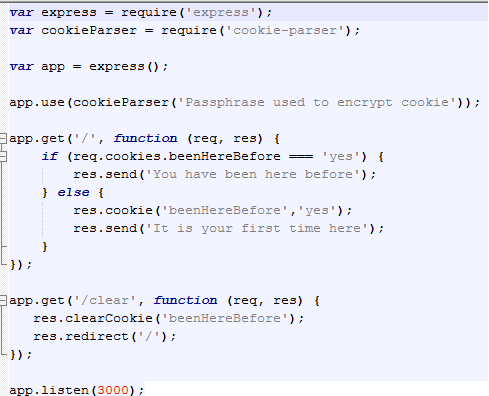 var express = require('express');
var cookieParser = require('cookie-parser');
var app = express();
app.use(cookieParser('Passphrase used to encrypt cookie'));
app.get('/', function (req, res) {
    if (req.cookies.beenHereBefore === 'yes') {
        res.send('You have been here before');
    } else {
        res.cookie('beenHereBefore','yes');
        res.send('It is your first time here');
    }
});
app.get('/clear', function (req, res) {
   res.clearCookie('beenHereBefore');
   res.redirect('/');
});
app.listen(3000);